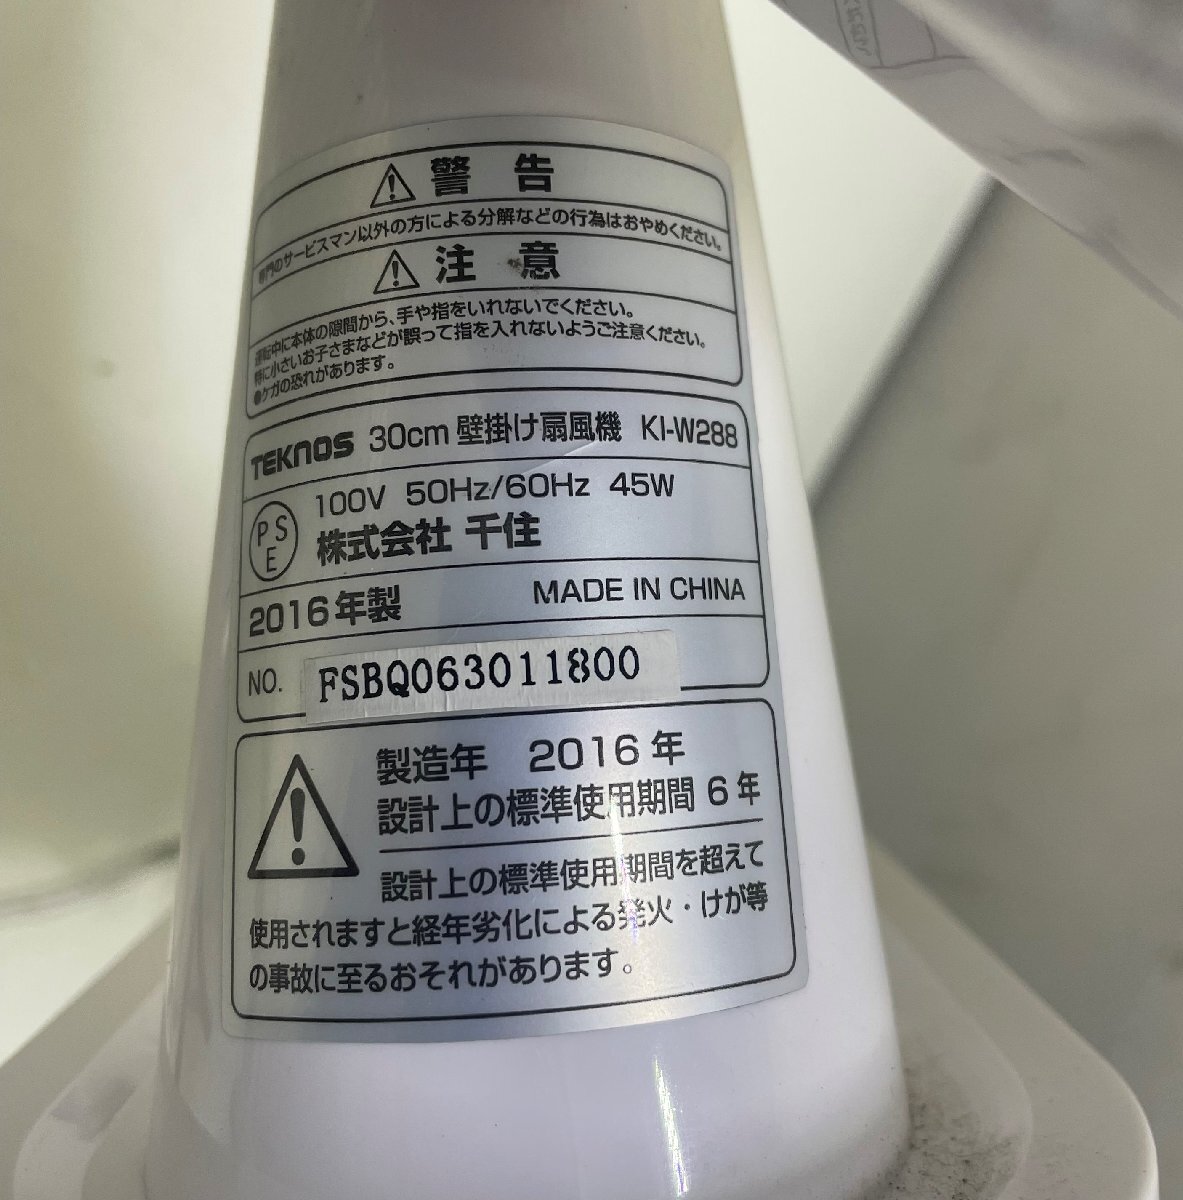 警告
専門のサービスマン以外の方による分解などの行為はおやめください。
注意
運転中に本体の隙間から、手や指をいれないでください。
特に小さいお子さまなどが誤って指を入れないようご注意ください。
●ケガの恐れがあります。
TEKNOS 30cm 壁掛け扇風機 KI-W288
PSE
100V 50Hz/60Hz 45W
株式会社 千住
2016年製 MADE IN CHINA
NO. FSBQ063011800
製造年 2016年
設計上の標準使用期間 6年
設計上の標準使用期間を超えて
使用されますと経年劣化による発火・けが等
の事故に至るおそれがあります。